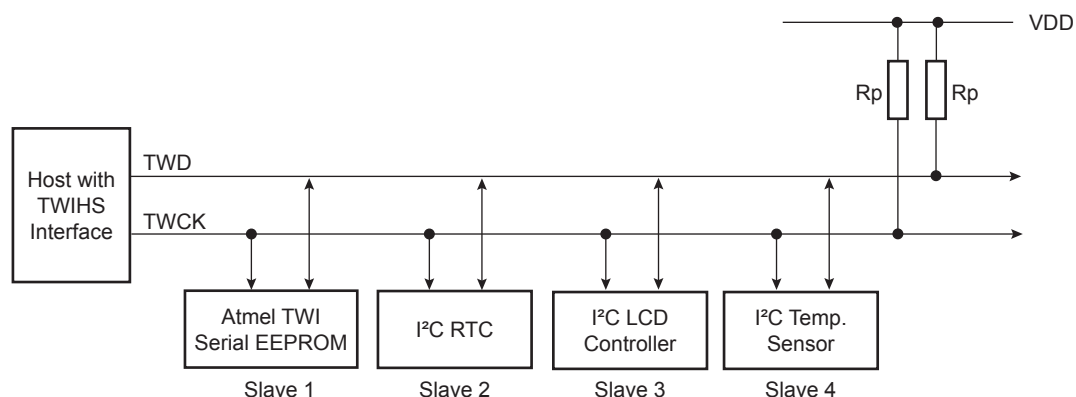 VDD
Rp
Rp
Host with
TWIHS
Interface
TWD
TWCK
Atmel TWI
Serial EEPROM
Slave 1
I²C RTC
Slave 2
I²C LCD
Controller
Slave 3
I²C Temp.
Sensor
Slave 4